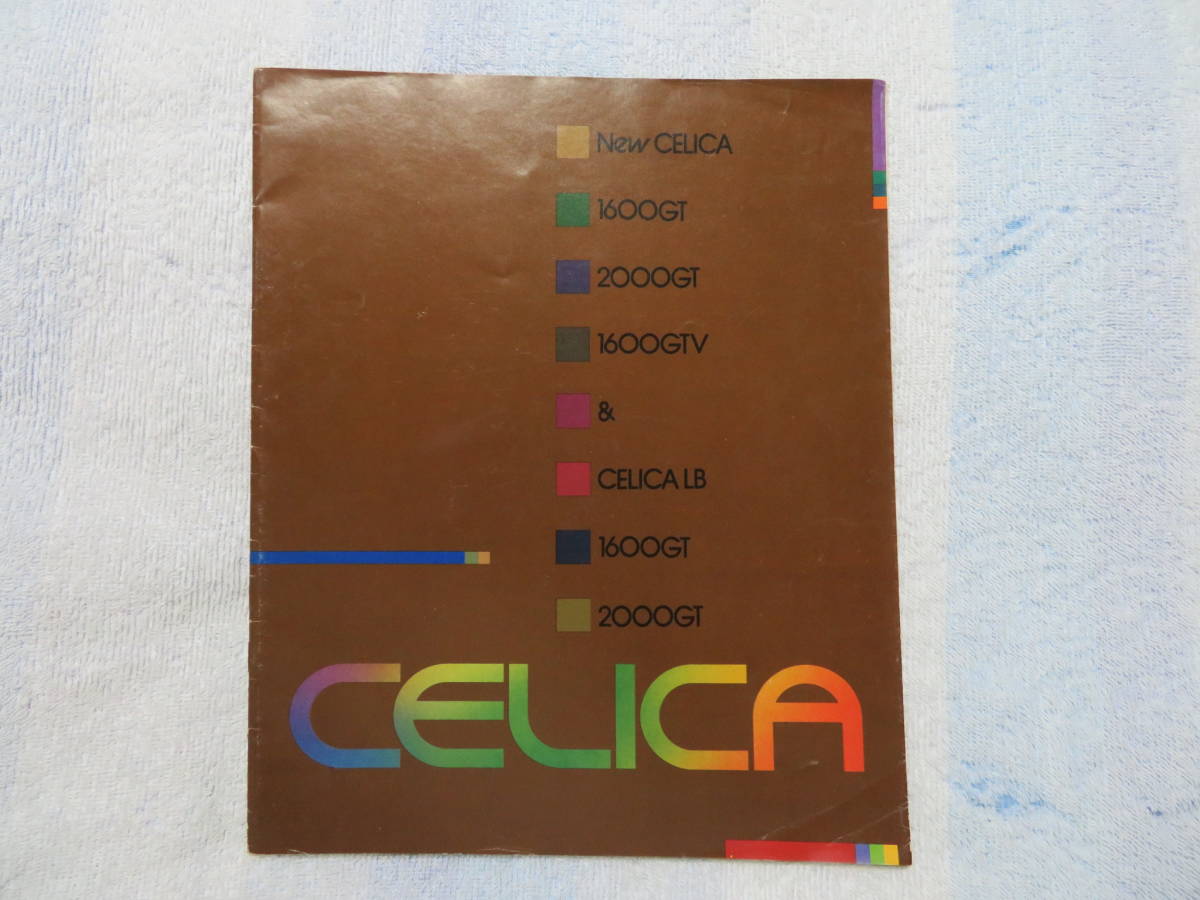 New CELICA
1600GT
2000GT
1600GTV
&
CELICA LB
1600GT
2000GT
CELICA